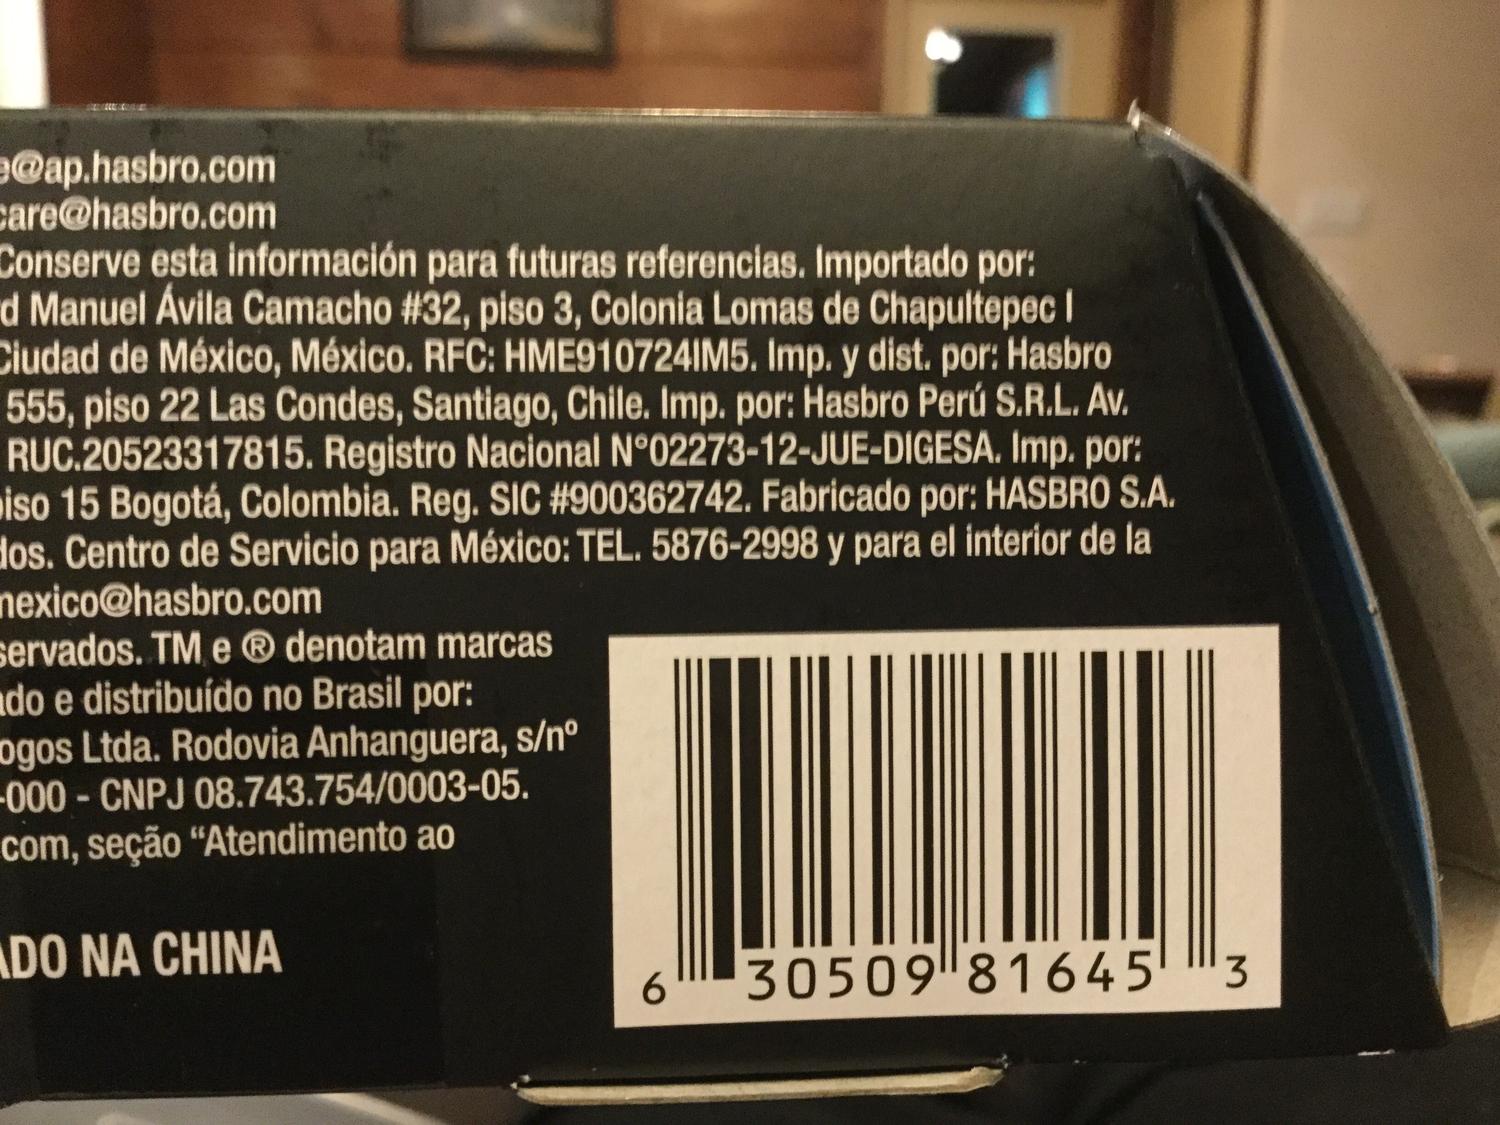 e@ap.hasbro.com
care@hasbro.com
Conserve esta información para futuras referencias. Importado por:
rd Manuel Ávila Camacho #32, piso 3, Colonia Lomas de Chapultepec I
Ciudad de México, México. RFC: HME910724IM5. Imp. y dist. por: Hasbro
555, piso 22 Las Condes, Santiago, Chile. Imp. por: Hasbro Perú S.R.L. Av.
RUC.20523317815. Registro Nacional N°02273-12-JUE-DIGESA. Imp. por:
piso 15 Bogotá, Colombia. Reg. SIC #900362742. Fabricado por: HASBRO S.A.
dos. Centro de Servicio para México: TEL. 5876-2998 y para el interior de la
mexico@hasbro.com
servados. TM e ® denotam marcas
ado e distribuído no Brasil por:
ogos Ltda. Rodovia Anhanguera, s/nº
-000 - CNPJ 08.743.754/0003-05.
com, seção “Atendimento ao
ADO NA CHINA
6 30509 81645 3